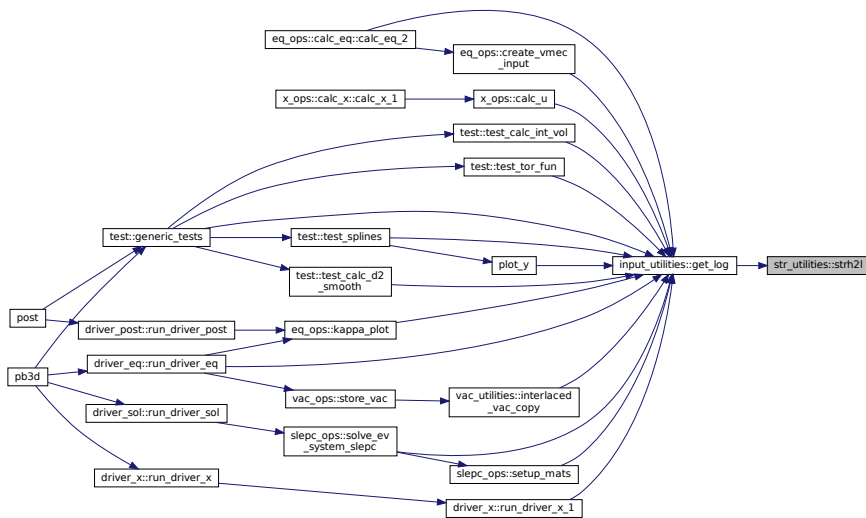 eq_ops::calc_eq::calc_eq_2
eq_ops::create_vmec
_input
x_ops::calc_x::calc_x_1
x_ops::calc_u
test::test_calc_int_vol
test::test_tor_fun
test::generic_tests
test::test_splines
plot_y
input_utilities::get_log
str_utilities::strh2l
test::test_calc_d2
_smooth
post
driver_post::run_driver_post
eq_ops::kappa_plot
pb3d
driver_eq::run_driver_eq
vac_ops::store_vac
vac_utilities::interlaced
_vac_copy
driver_sol::run_driver_sol
slepc_ops::solve_ev
_system_slepc
slepc_ops::setup_mats
driver_x::run_driver_x
driver_x::run_driver_x_1